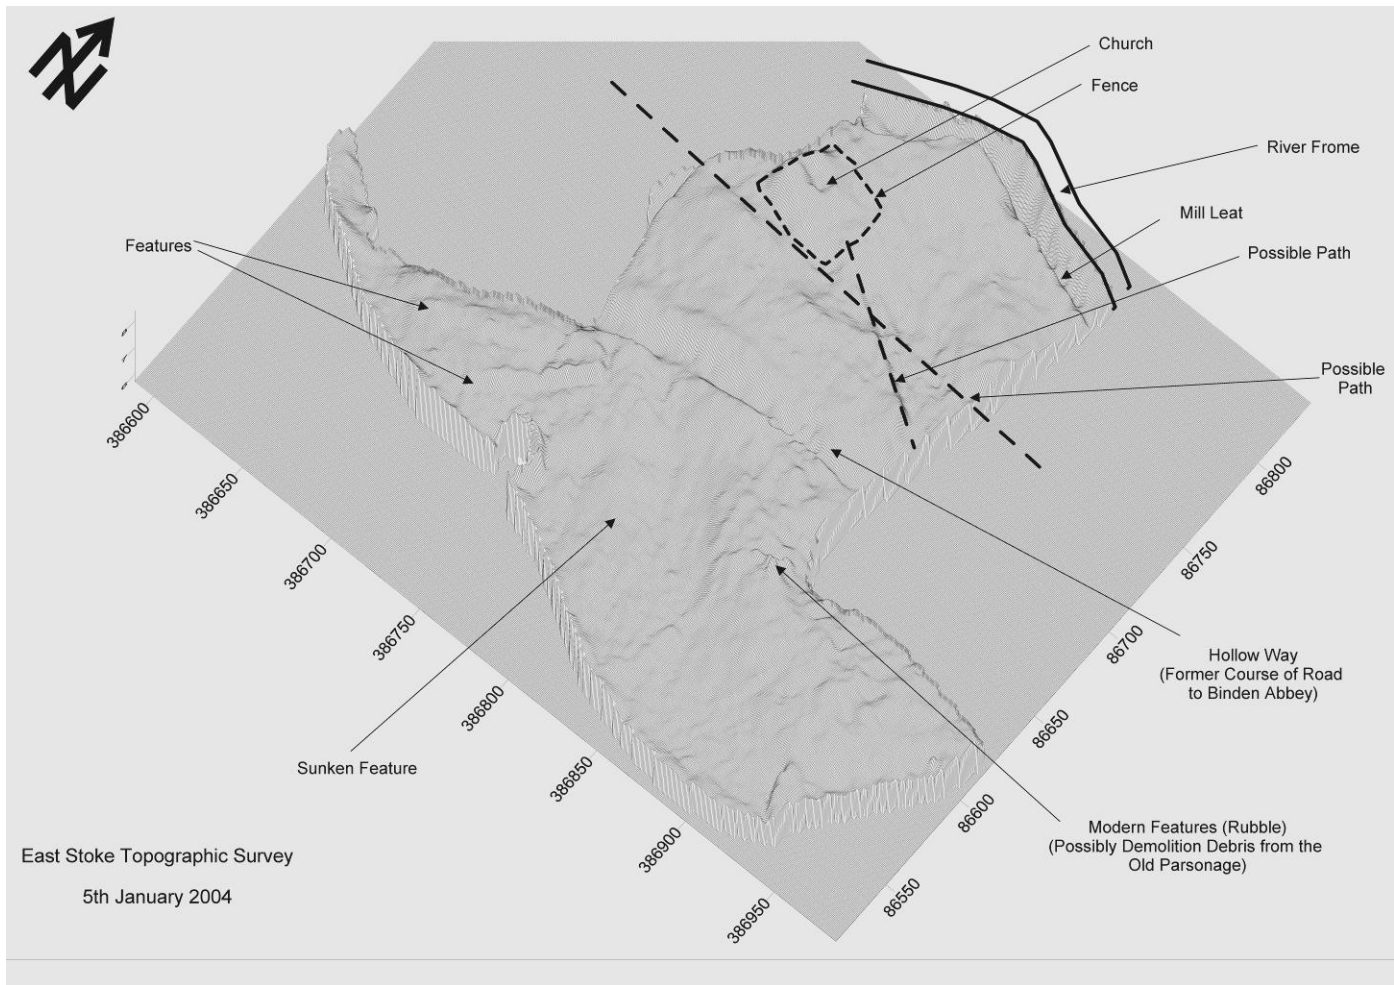 Church
Fence
River Frome
Mill Leat
Possible Path
Features
Possible
Path
386600
386650
386700
386750
386800
386850
386900
386950
86800
86750
86700
86650
86600
86550
Hollow Way
(Former Course of Road
to Binden Abbey)
Sunken Feature
Modern Features (Rubble)
(Possibly Demolition Debris from the
Old Parsonage)
East Stoke Topographic Survey
5th January 2004